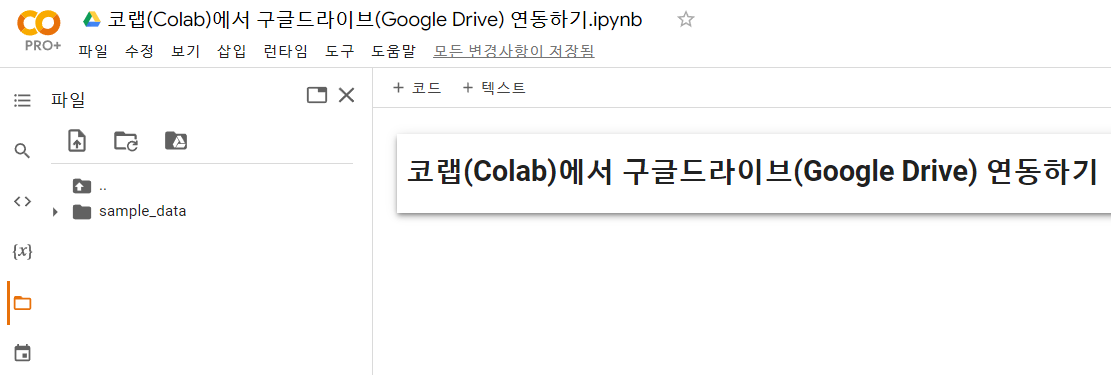 코랩(Colab)에서 구글드라이브(Google Drive) 연동하기.ipynb
PRO+
파일 수정 보기 삽입 런타임 도구 도움말 모든 변경사항이 저장됨
파일
+ 코드 + 텍스트
..
sample_data
{x}
코랩(Colab)에서 구글드라이브(Google Drive) 연동하기